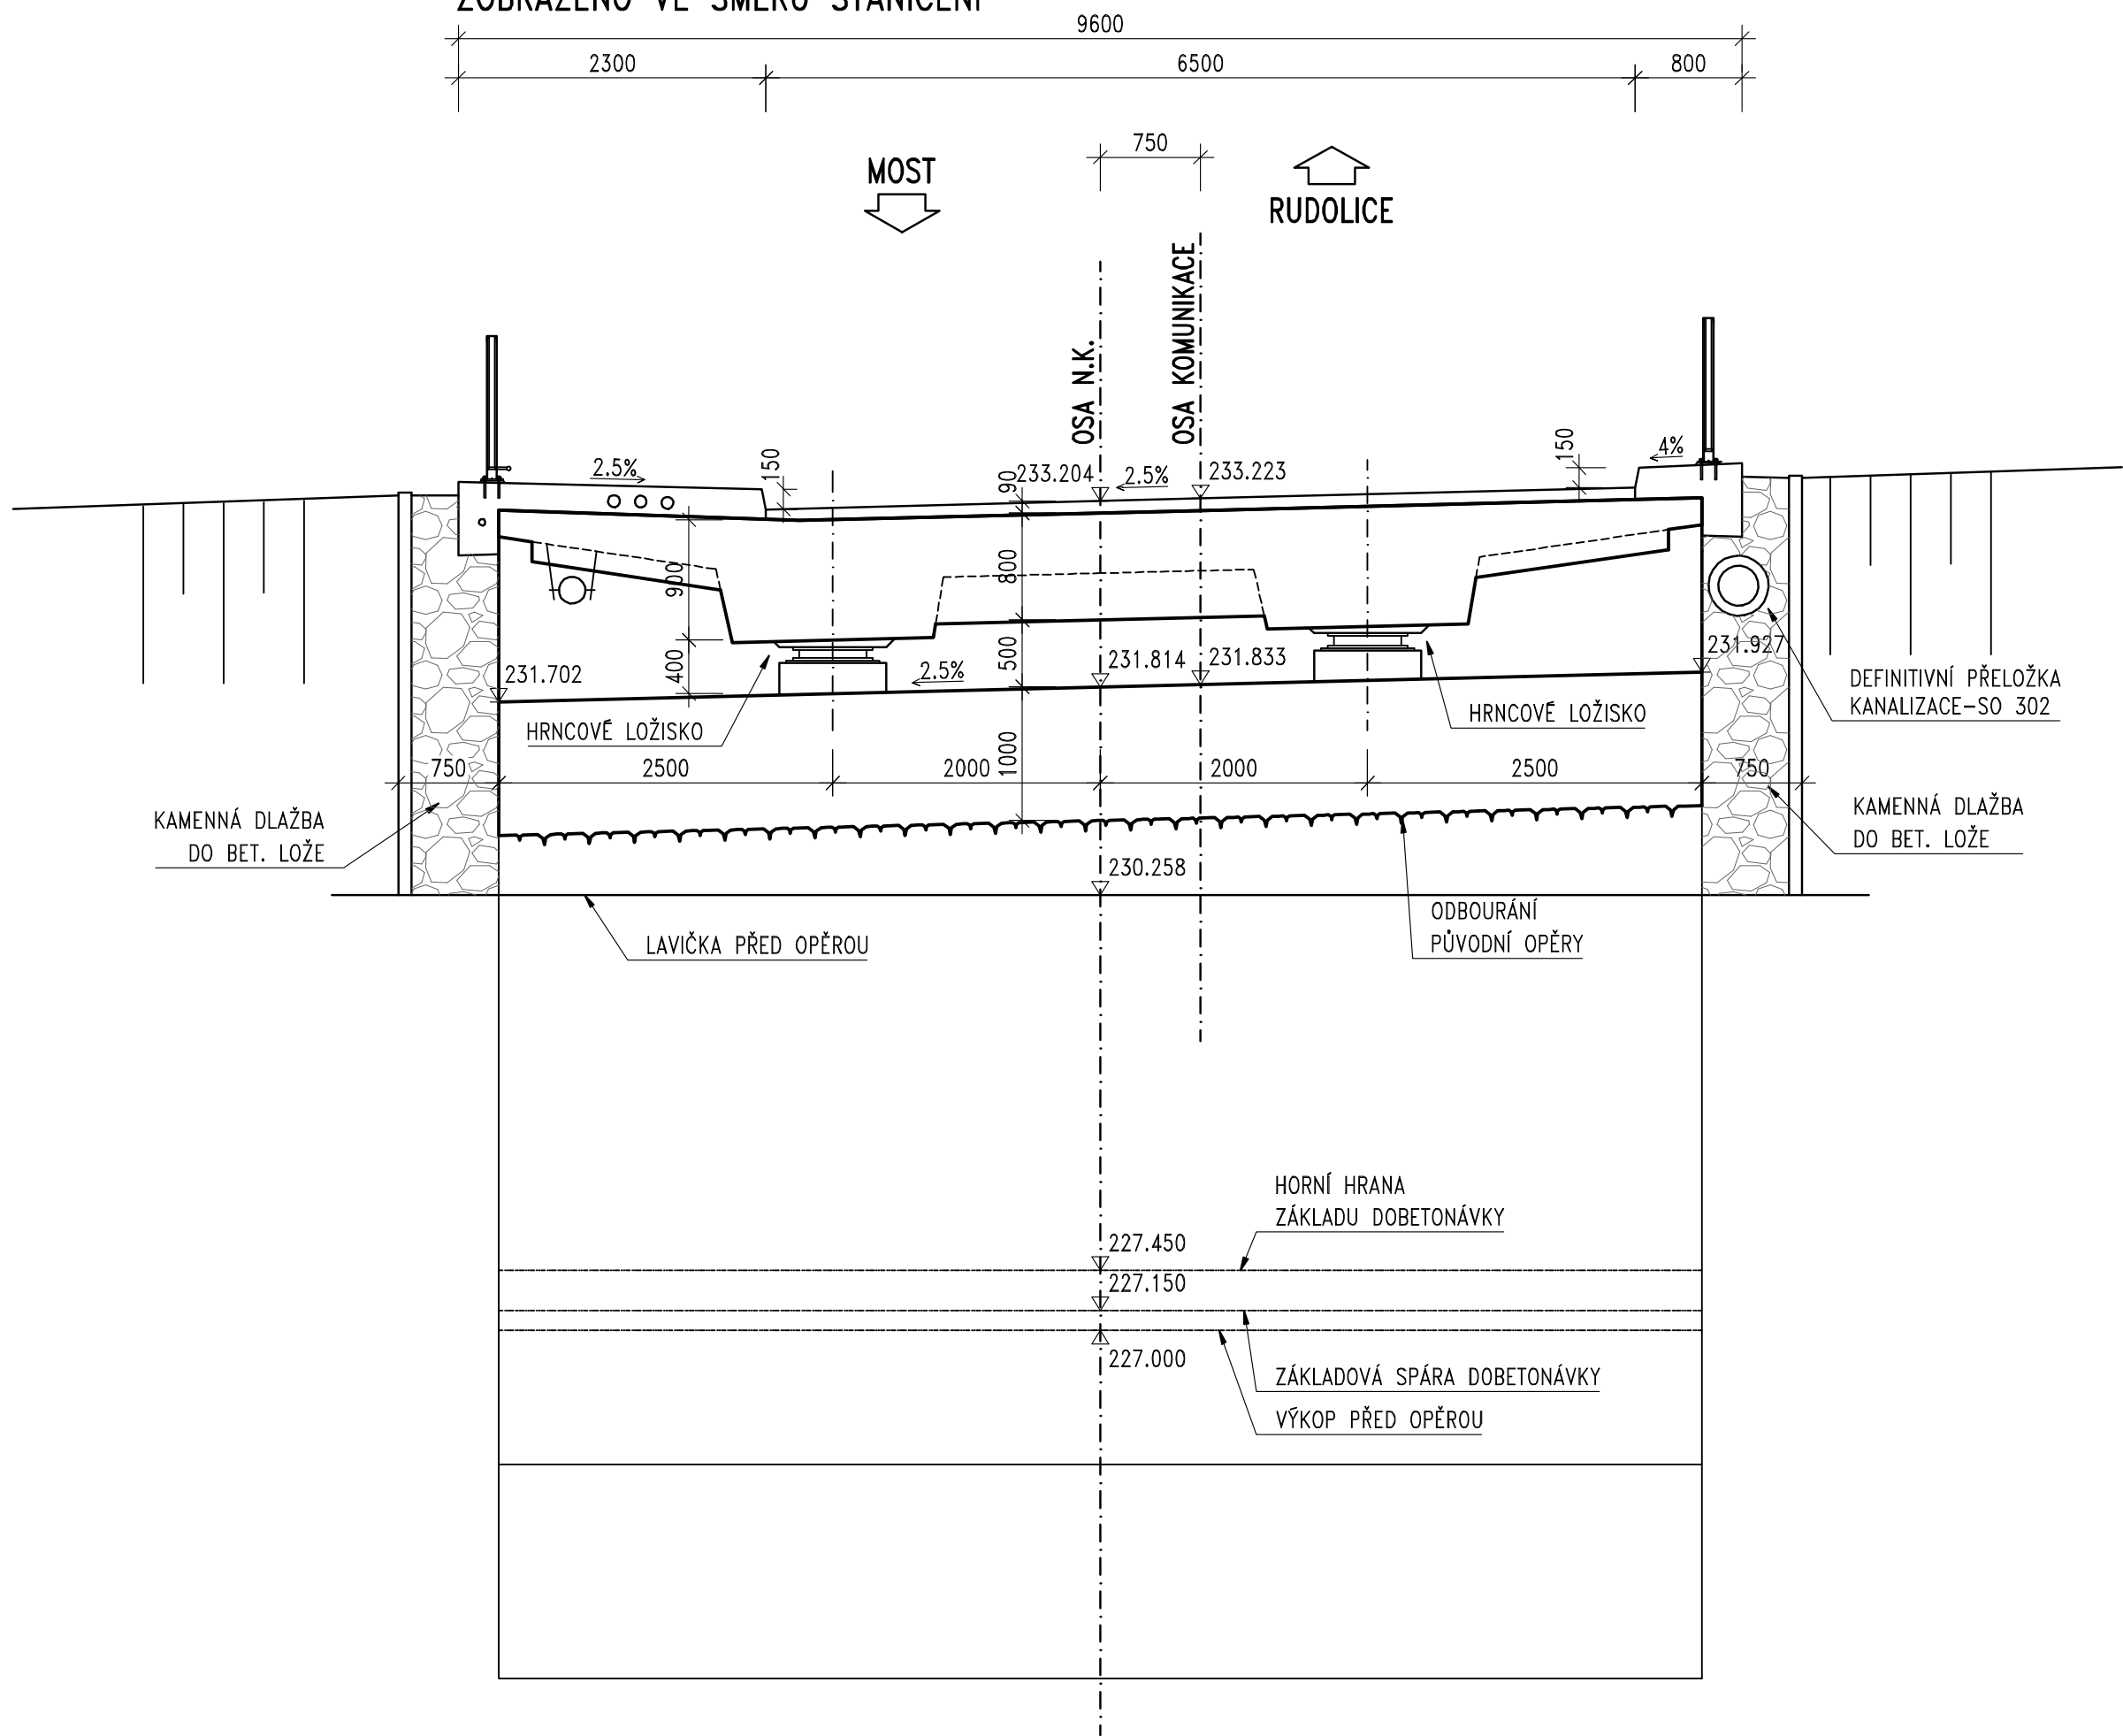 ZOBRAZENO VE SMĚRU STANIČENÍ
9600
2300
6500
800
750
MOST
RUDOLICE
OSA N.K.
OSA KOMUNIKACE
2.5%
150
90
233.204
2.5%
233.223
150
4%
900
800
400
500
231.702
2.5%
231.814
231.833
231.927
HRNCOVÉ LOŽISKO
HRNCOVÉ LOŽISKO
DEFINITIVNÍ PŘELOŽKA
KANALIZACE-SO 302
750
2500
2000
1000
2000
2500
750
KAMENNÁ DLAŽBA
DO BET. LOŽE
KAMENNÁ DLAŽBA
DO BET. LOŽE
230.258
LAVIČKA PŘED OPĚROU
ODBOURÁNÍ
PŮVODNÍ OPĚRY
HORNÍ HRANA
ZÁKLADU DOBETONÁVKY
227.450
227.150
227.000
ZÁKLADOVÁ SPÁRA DOBETONÁVKY
VÝKOP PŘED OPĚROU